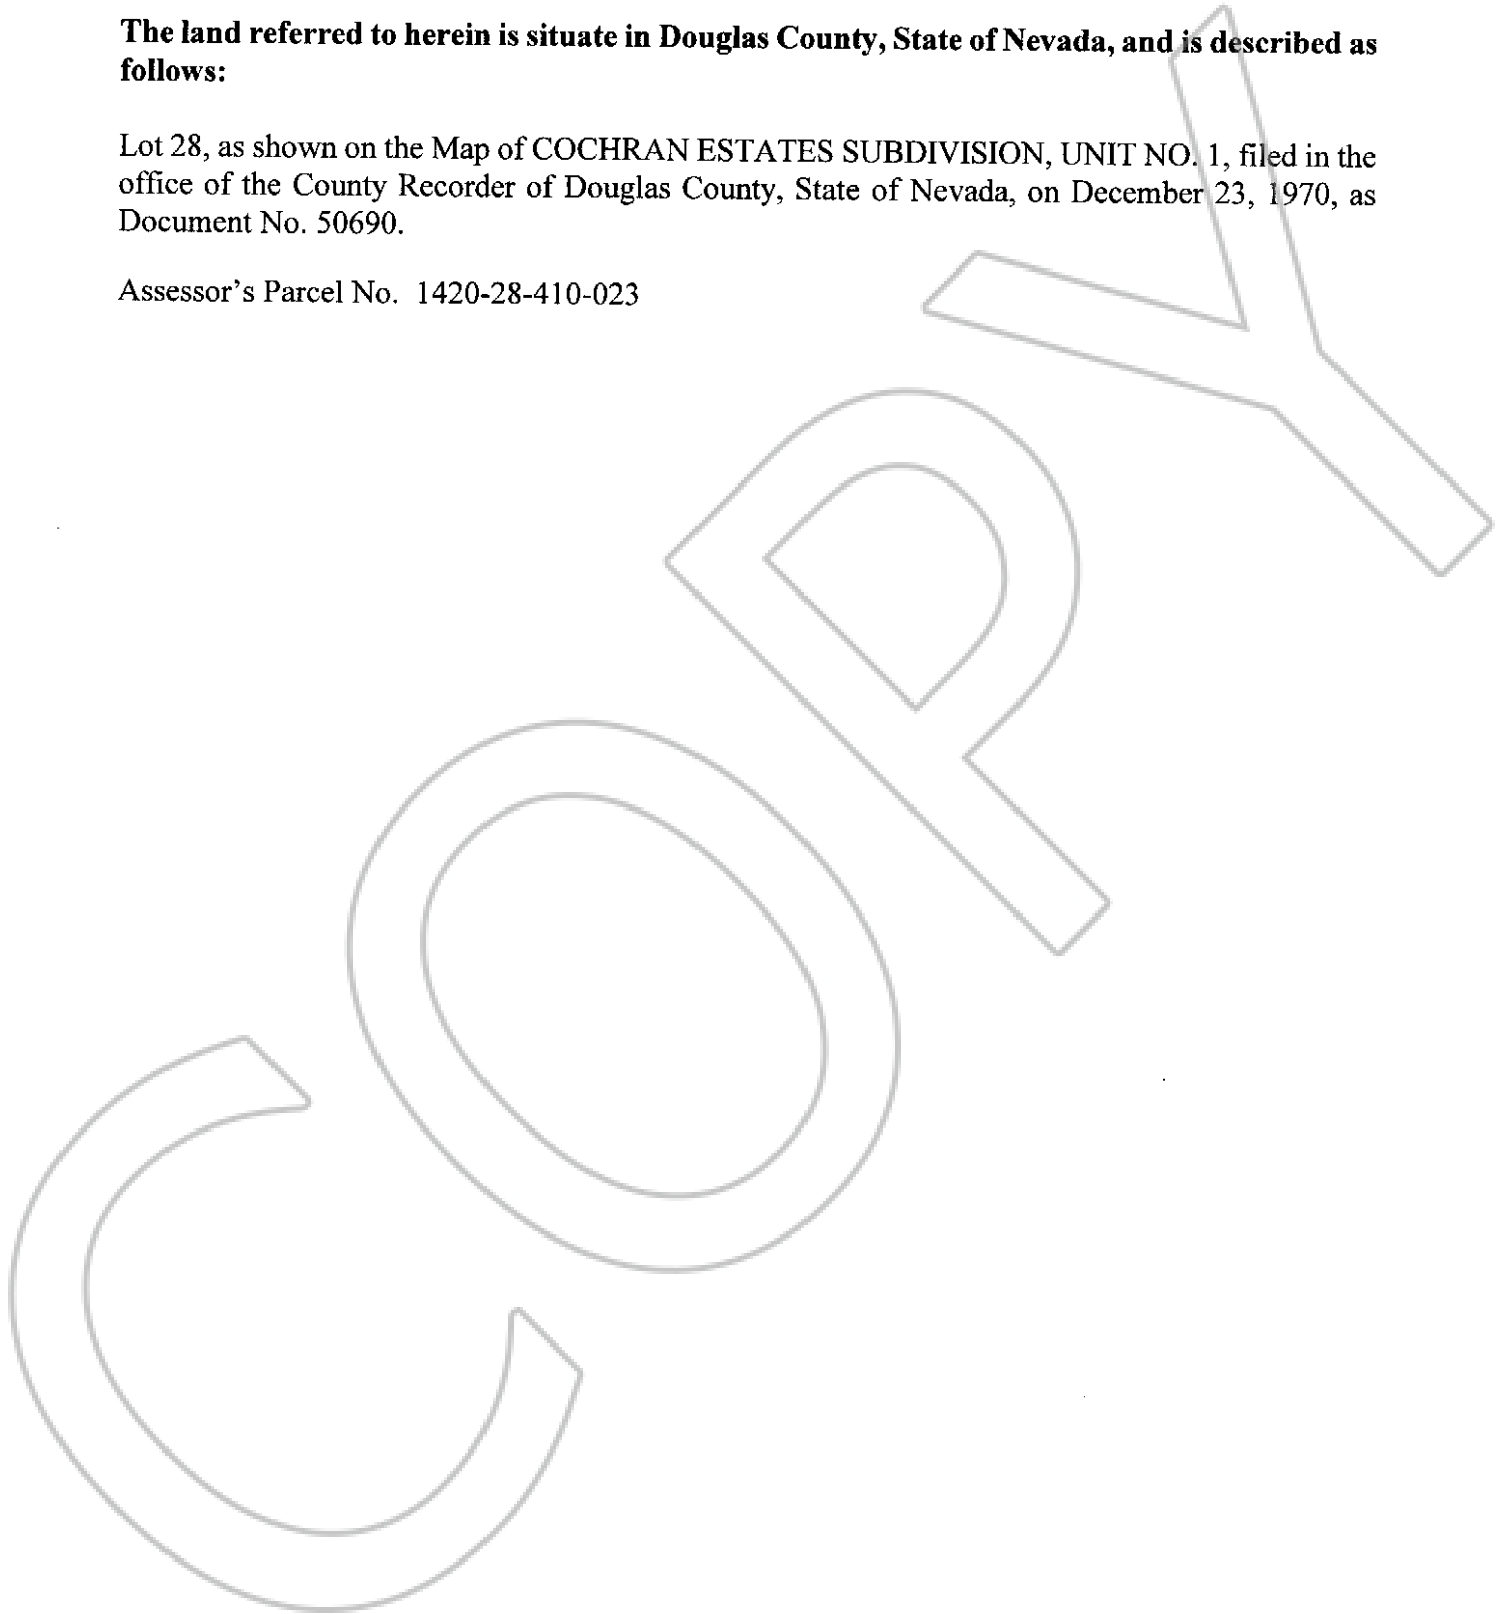 The land referred to herein is situate in Douglas County, State of Nevada, and is described as
follows:
Lot 28, as shown on the Map of COCHRAN ESTATES SUBDIVISION, UNIT NO. 1, filed in the
office of the County Recorder of Douglas County, State of Nevada, on December 23, 1970, as
Document No. 50690.
Assessor's Parcel No. 1420-28-410-023
COPY